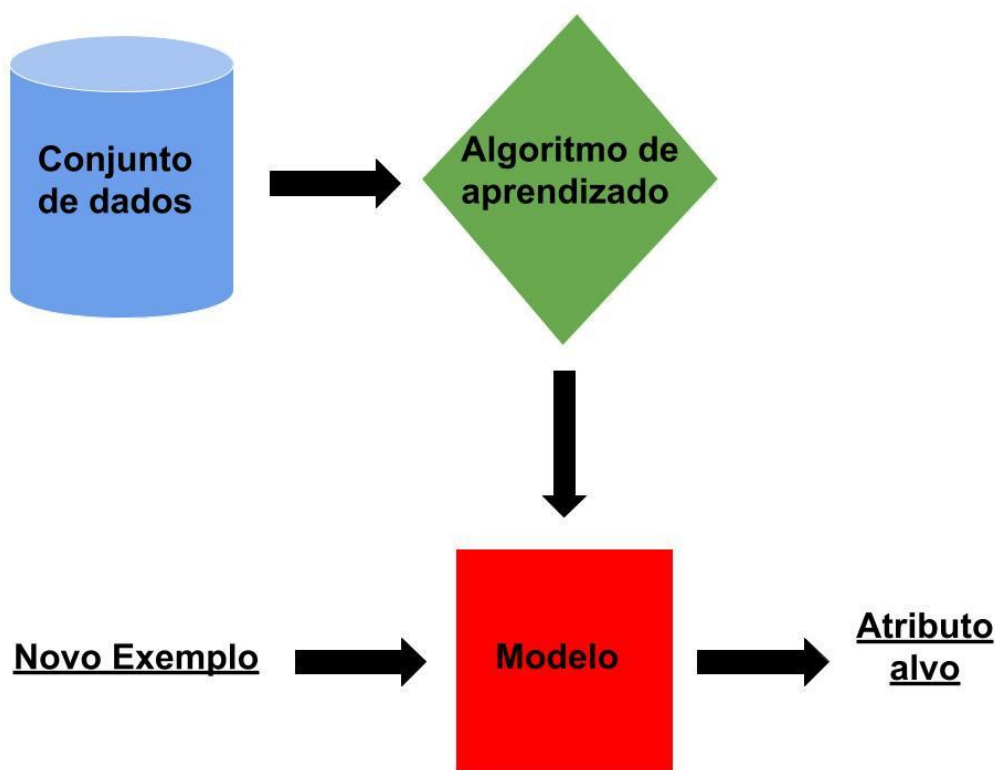 Conjunto
de dados
Algoritmo de
aprendizado
Novo Exemplo
Modelo
Atributo
alvo